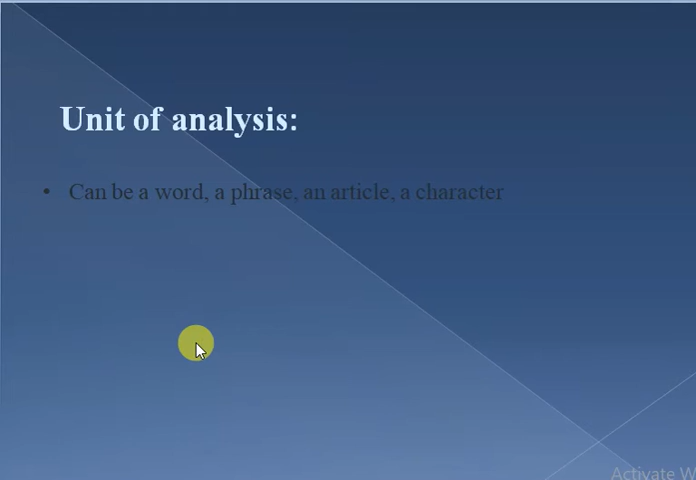 Unit of analysis:
• Can be a word, a phrase, an article, a character
Activate W